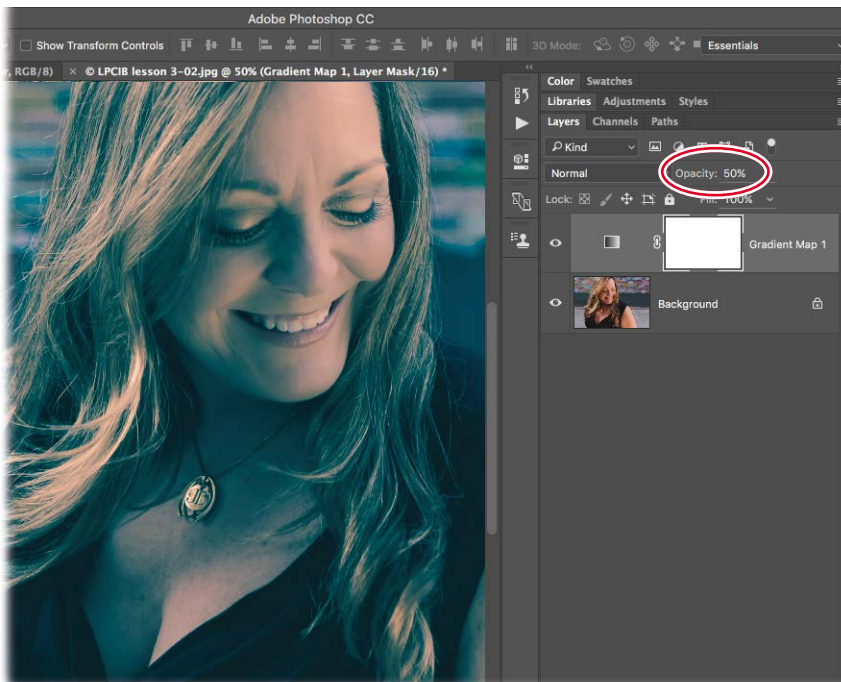 Adobe Photoshop CC
Show Transform Controls
3D Mode:
Essentials
r, RGB/8) × © LPCIB lesson 3-02.jpg @ 50% (Gradient Map 1, Layer Mask/16) *
Color Swatches
Libraries Adjustments Styles
Layers Channels Paths
Kind
Normal
Opacity: 50%
Lock:
Fill: 100%
Gradient Map 1
Background